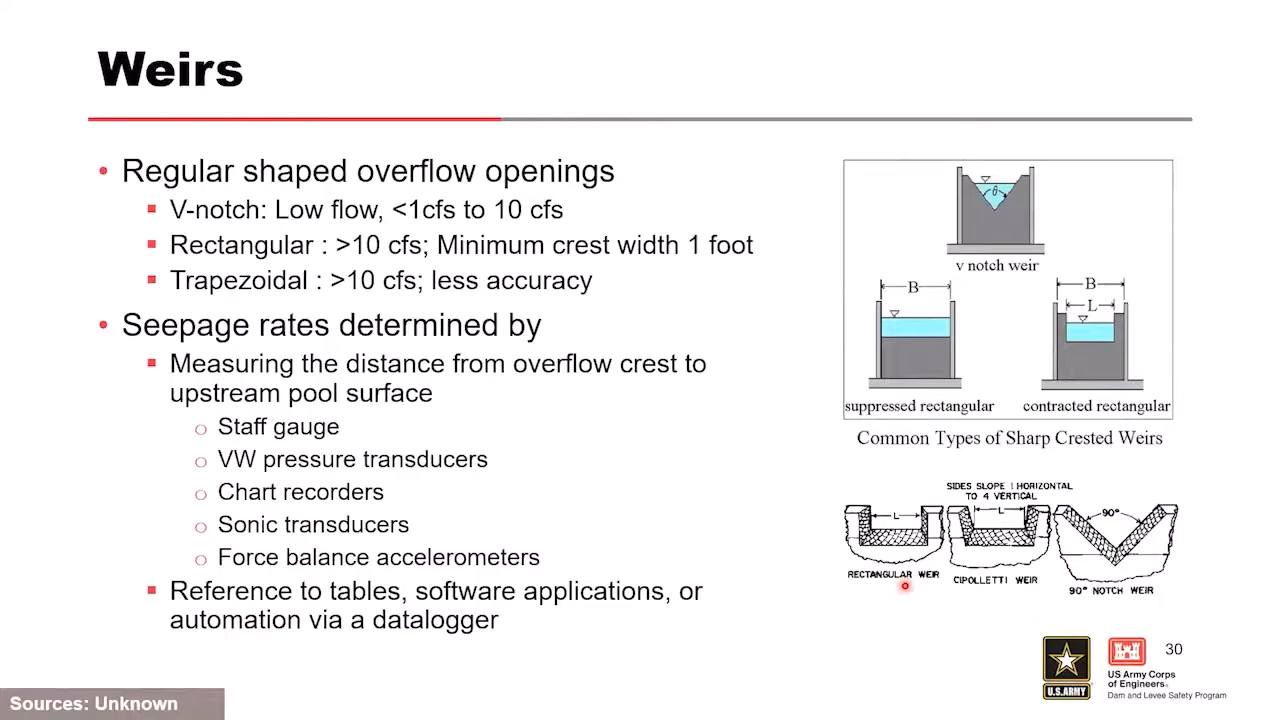 Weirs
• Regular shaped overflow openings
▪ V-notch: Low flow, <1cfs to 10 cfs
▪ Rectangular : >10 cfs; Minimum crest width 1 foot
▪ Trapezoidal : >10 cfs; less accuracy
• Seepage rates determined by
▪ Measuring the distance from overflow crest to
upstream pool surface
o Staff gauge
o VW pressure transducers
o Chart recorders
o Sonic transducers
o Force balance accelerometers
▪ Reference to tables, software applications, or
automation via a datalogger
θ
v notch weir
B
B
L
suppressed rectangular
contracted rectangular
Common Types of Sharp Crested Weirs
SIDES SLOPE 1 HORIZONTAL
TO 4 VERTICAL
L
L
90°
RECTANGULAR WEIR
CIPOLLETTI WEIR
90° NOTCH WEIR
30
U.S.ARMY
US Army Corps
of Engineers®
Dam and Levee Safety Program
Sources: Unknown